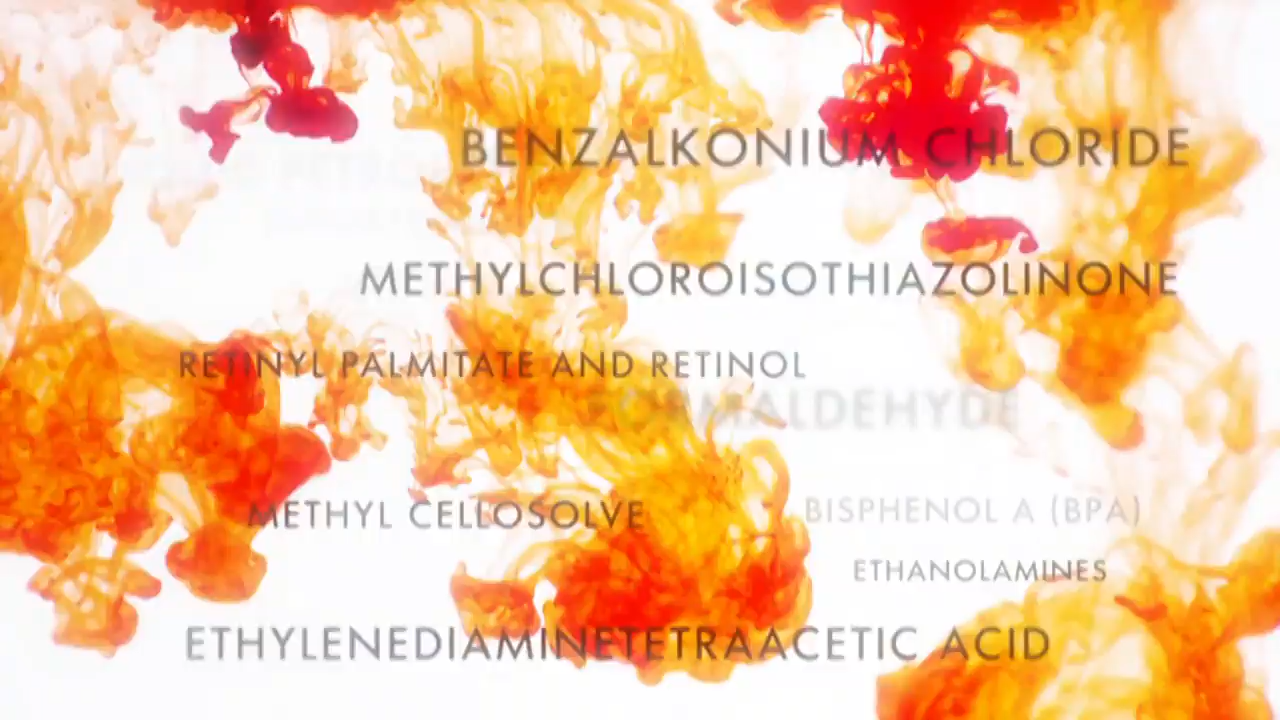 BENZALKONIUM CHLORIDE
METHYLCHLOROISOTHIAZOLINONE
RETINYL PALMITATE AND RETINOL
FORMALDEHYDE
METHYL CELLOSOLVE
BISPHENOL A (BPA)
ETHANOLAMINES
ETHYLENEDIAMINETETRAACETIC ACID